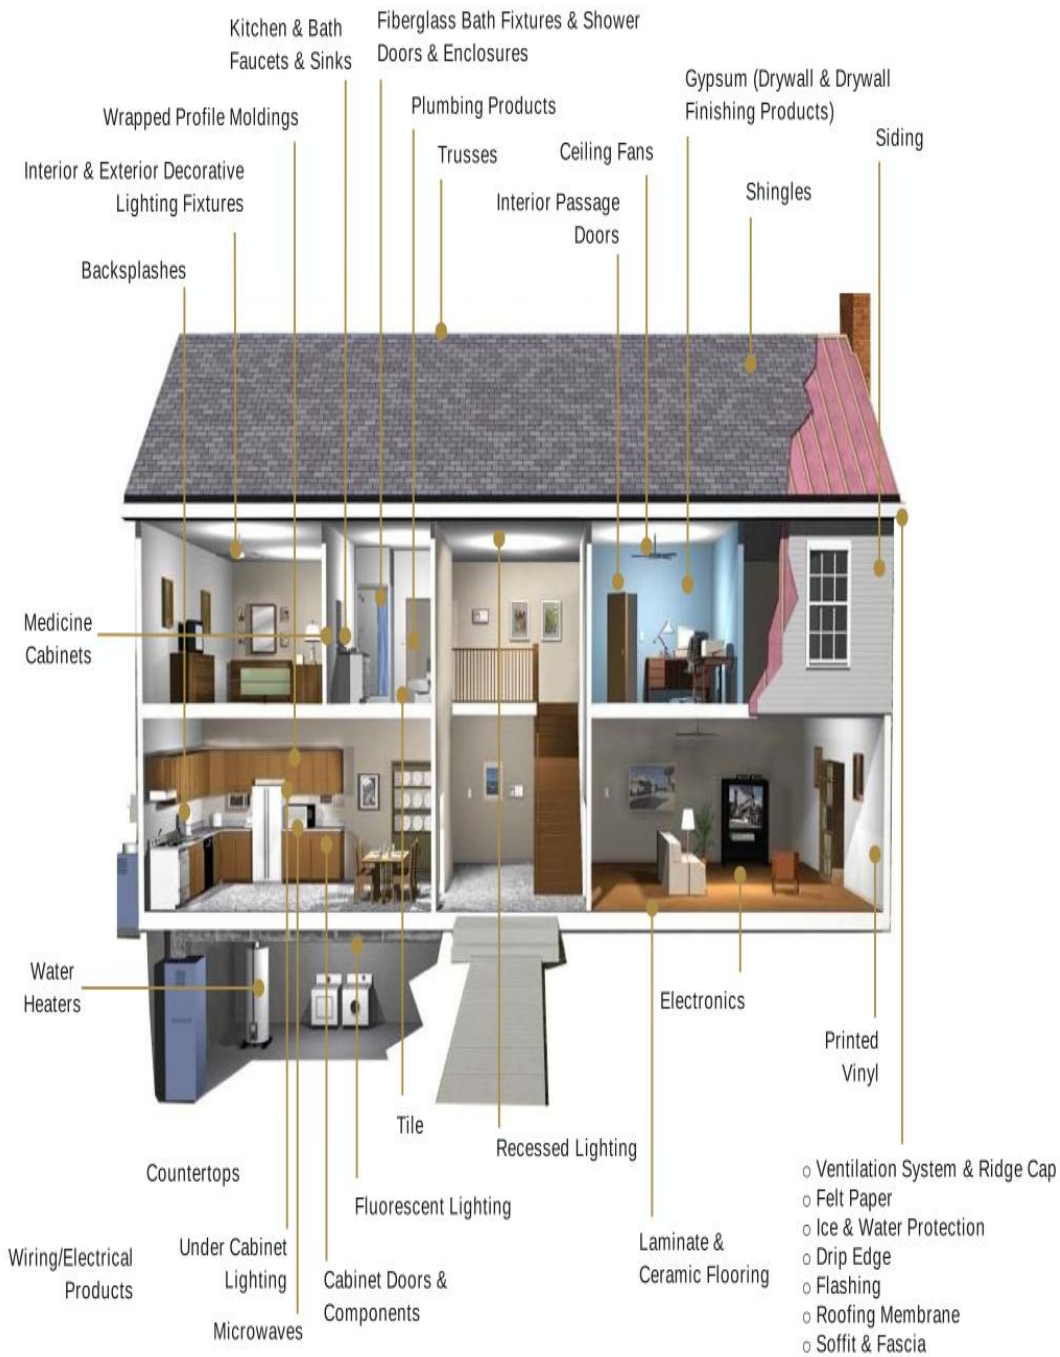 Kitchen & Bath
Faucets & Sinks
Fiberglass Bath Fixtures & Shower
Doors & Enclosures
Gypsum (Drywall & Drywall
Finishing Products)
Plumbing Products
Wrapped Profile Moldings
Siding
Trusses
Ceiling Fans
Interior & Exterior Decorative
Lighting Fixtures
Shingles
Interior Passage
Doors
Backsplashes
Medicine
Cabinets
Water
Heaters
Electronics
Printed
Vinyl
Tile
Recessed Lighting
Countertops
Fluorescent Lighting
Wiring/Electrical
Products
Under Cabinet
Lighting
Cabinet Doors &
Components
Microwaves
Laminate &
Ceramic Flooring
o Ventilation System & Ridge Cap
o Felt Paper
o Ice & Water Protection
o Drip Edge
o Flashing
o Roofing Membrane
o Soffit & Fascia